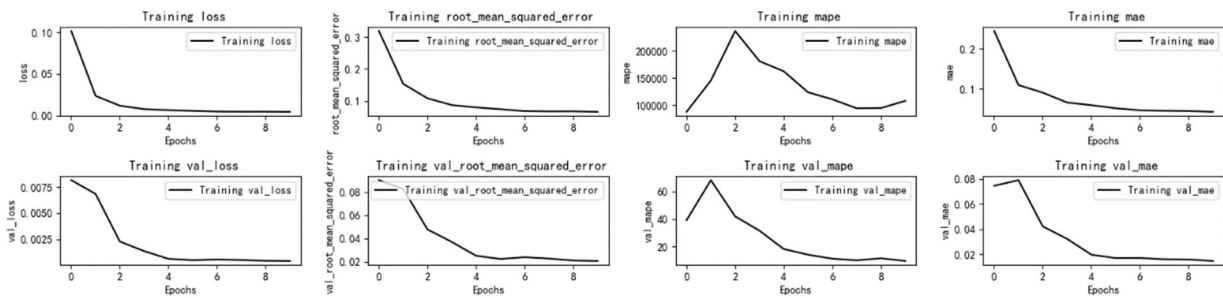 Training loss
0.10
0.05
0.00
loss
Training loss
0 2 4 6 8
Epochs
Training root_mean_squared_error
0.3
0.2
0.1
root_mean_squared_error
Training root_mean_squared_error
0 2 4 6 8
Epochs
Training mape
200000
150000
100000
mape
Training mape
0 2 4 6 8
Epochs
Training mae
0.2
0.1
mae
Training mae
0 2 4 6 8
Epochs
Training val_loss
0.0075
0.0050
0.0025
val_loss
Training val_loss
0 2 4 6 8
Epochs
Training val_root_mean_squared_error
0.08
0.06
0.04
0.02
val_root_mean_squared_error
Training val_root_mean_squared_error
0 2 4 6 8
Epochs
Training val_mape
60
40
20
val_mape
Training val_mape
0 2 4 6 8
Epochs
Training val_mae
0.08
0.06
0.04
0.02
val_mae
Training val_mae
0 2 4 6 8
Epochs